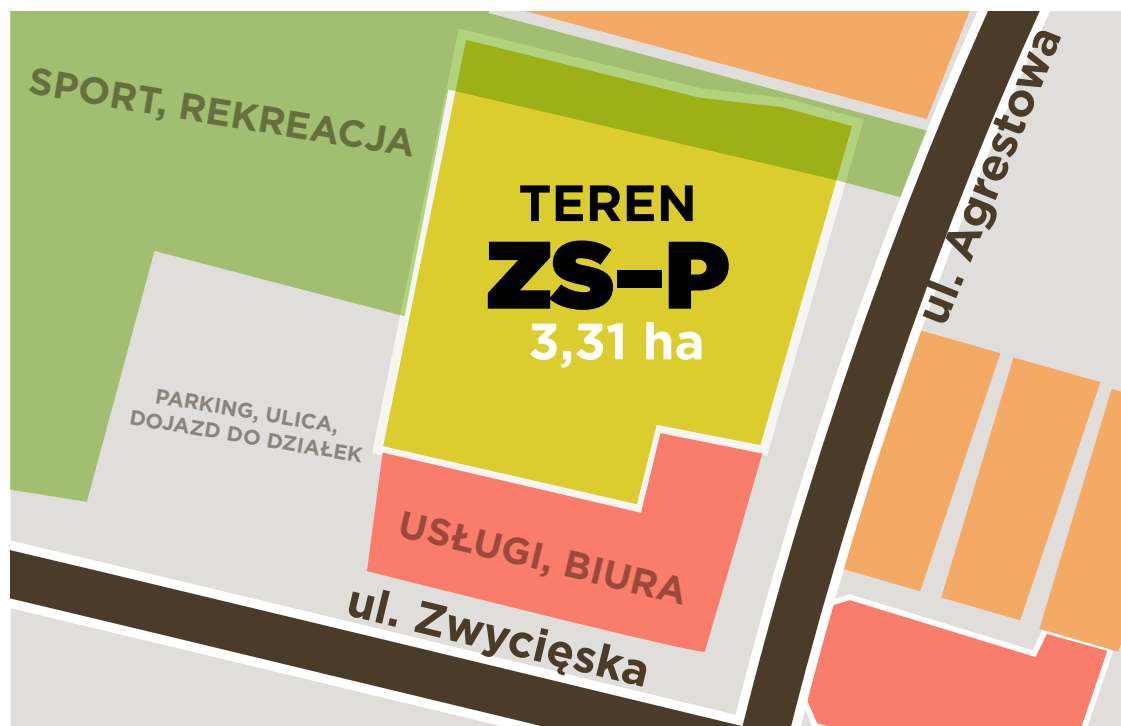 SPORT, REKREACJA
ul. Agrestowa
TEREN
ZS–P
3,31 ha
PARKING, ULICA,
DOJAZD DO DZIAŁEK
USŁUGI, BIURA
ul. Zwycięska